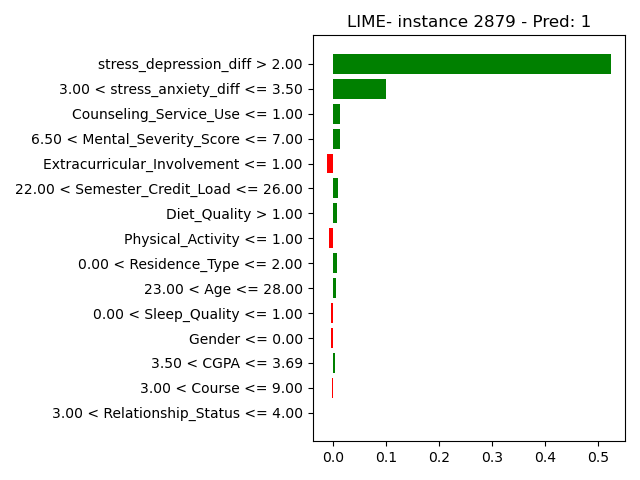 LIME- instance 2879 - Pred: 1
stress_depression_diff > 2.00
3.00 < stress_anxiety_diff <= 3.50
Counseling_Service_Use <= 1.00
6.50 < Mental_Severity_Score <= 7.00
Extracurricular_Involvement <= 1.00
22.00 < Semester_Credit_Load <= 26.00
Diet_Quality > 1.00
Physical_Activity <= 1.00
0.00 < Residence_Type <= 2.00
23.00 < Age <= 28.00
0.00 < Sleep_Quality <= 1.00
Gender <= 0.00
3.50 < CGPA <= 3.69
3.00 < Course <= 9.00
3.00 < Relationship_Status <= 4.00
0.0 0.1 0.2 0.3 0.4 0.5